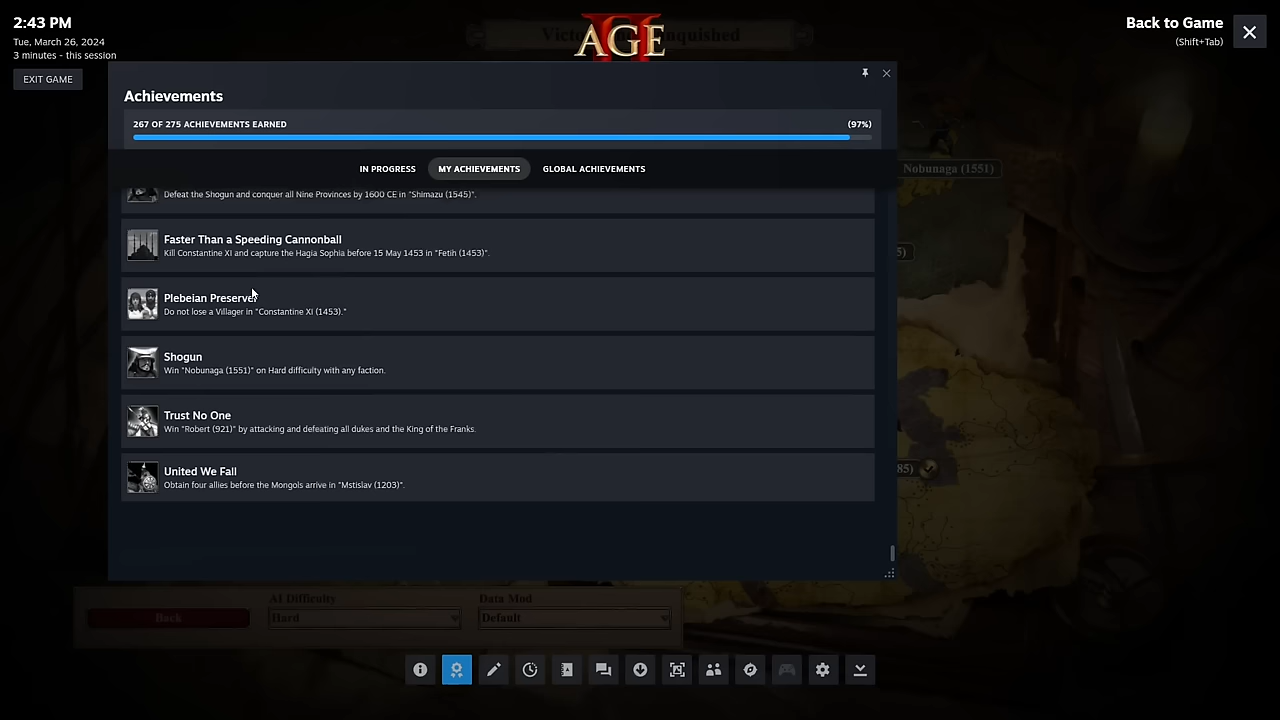 2:43 PM
Tue, March 26, 2024
3 minutes - this session
EXIT GAME
AGE
II
Back to Game
(Shift+Tab)
Achievements
267 OF 275 ACHIEVEMENTS EARNED
(97%)
IN PROGRESS
MY ACHIEVEMENTS
GLOBAL ACHIEVEMENTS
Defeat the Shogun and conquer all Nine Provinces by 1600 CE in "Shimazu (1545)".
Faster Than a Speeding Cannonball
Kill Constantine XI and capture the Hagia Sophia before 15 May 1453 in "Fetih (1453)".
Plebeian Preserver
Do not lose a Villager in "Constantine XI (1453)."
Shogun
Win "Nobunaga (1551)" on Hard difficulty with any faction.
Trust No One
Win "Robert (921)" by attacking and defeating all dukes and the King of the Franks.
United We Fall
Obtain four allies before the Mongols arrive in "Mstislav (1203)".
Nobunaga (1551)
5)
85)
AI Difficulty
Data Mod
Back
Hard
Default